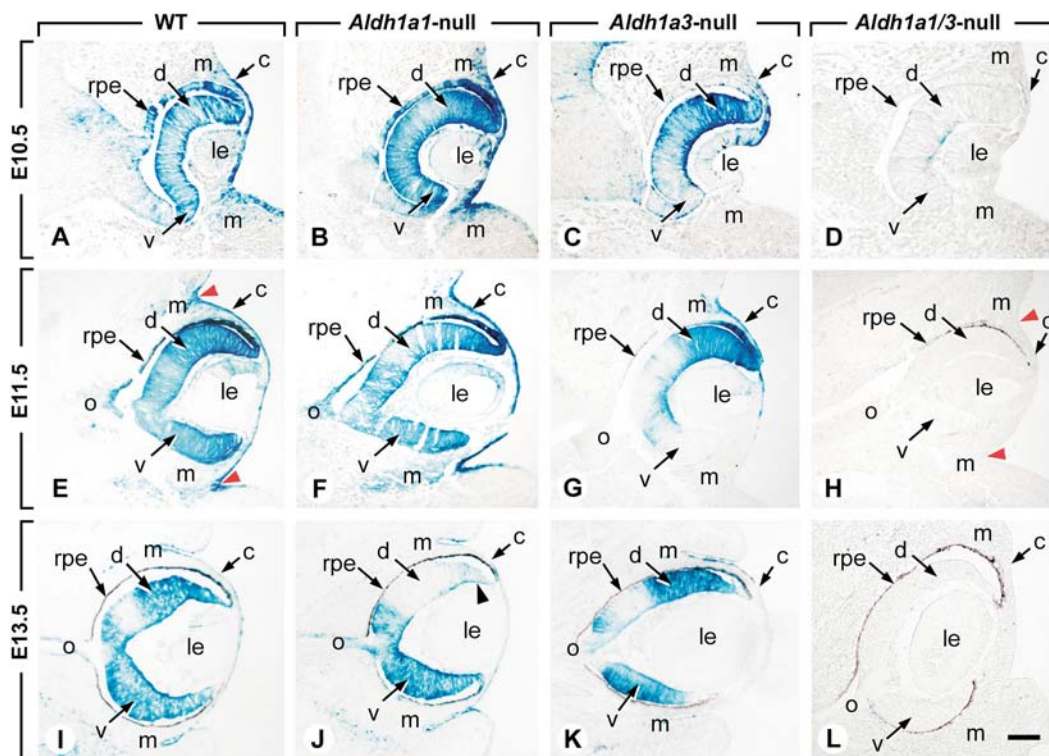 WT Aldh1a1-null Aldh1a3-null Aldh1a1/3-null
E10.5
rpe d m c le v m A
rpe d m c le v m B
rpe d m c le v m C
rpe d m c le v m D
E11.5
rpe d m c le o v m E
rpe d m c le o v m F
rpe d m c le o v m G
rpe d m c le v m H
E13.5
rpe d m c le o v m I
rpe d m c le o v m J
rpe d m c le o v m K
rpe d m c le o v m L